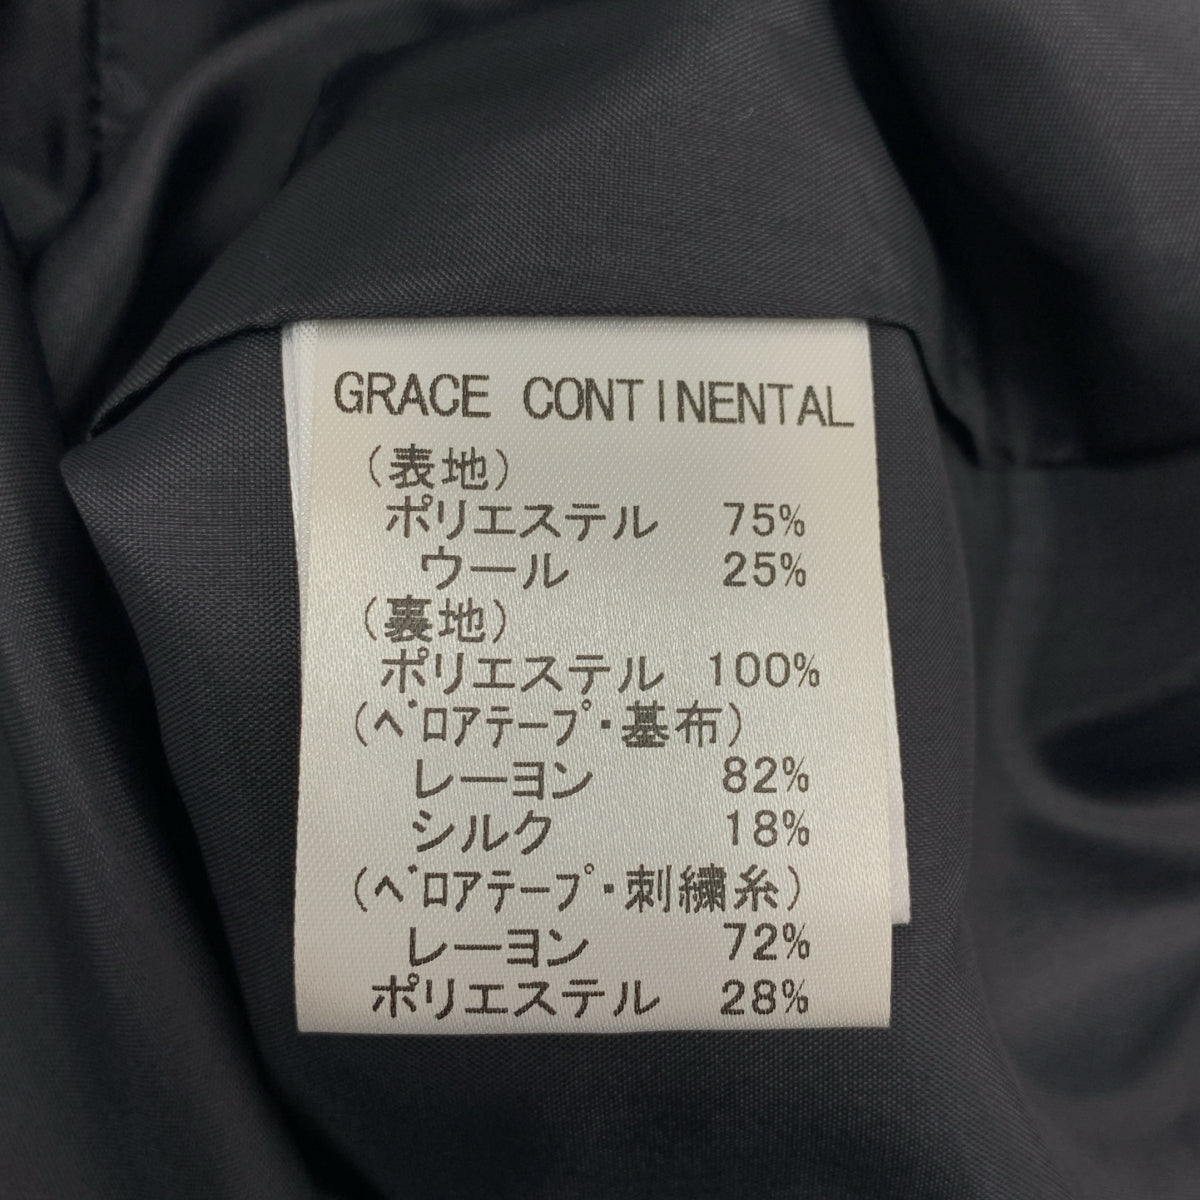 GRACE CONTINENTAL
(表地)
ポリエステル 75%
ウール 25%
(裏地)
ポリエステル 100%
(ﾍﾞﾛｱﾃｰﾌﾟ・基布)
レーヨン 82%
シルク 18%
(ﾍﾞﾛｱﾃｰﾌﾟ・刺繍糸)
レーヨン 72%
ポリエステル 28%